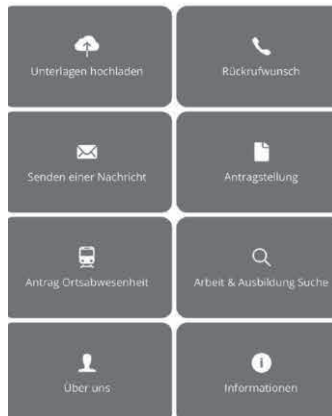 Unterlagen hochladen
Rückrufwunsch
Senden einer Nachricht
Antragstellung
Antrag Ortsabwesenheit
Arbeit & Ausbildung Suche
Über uns
Informationen